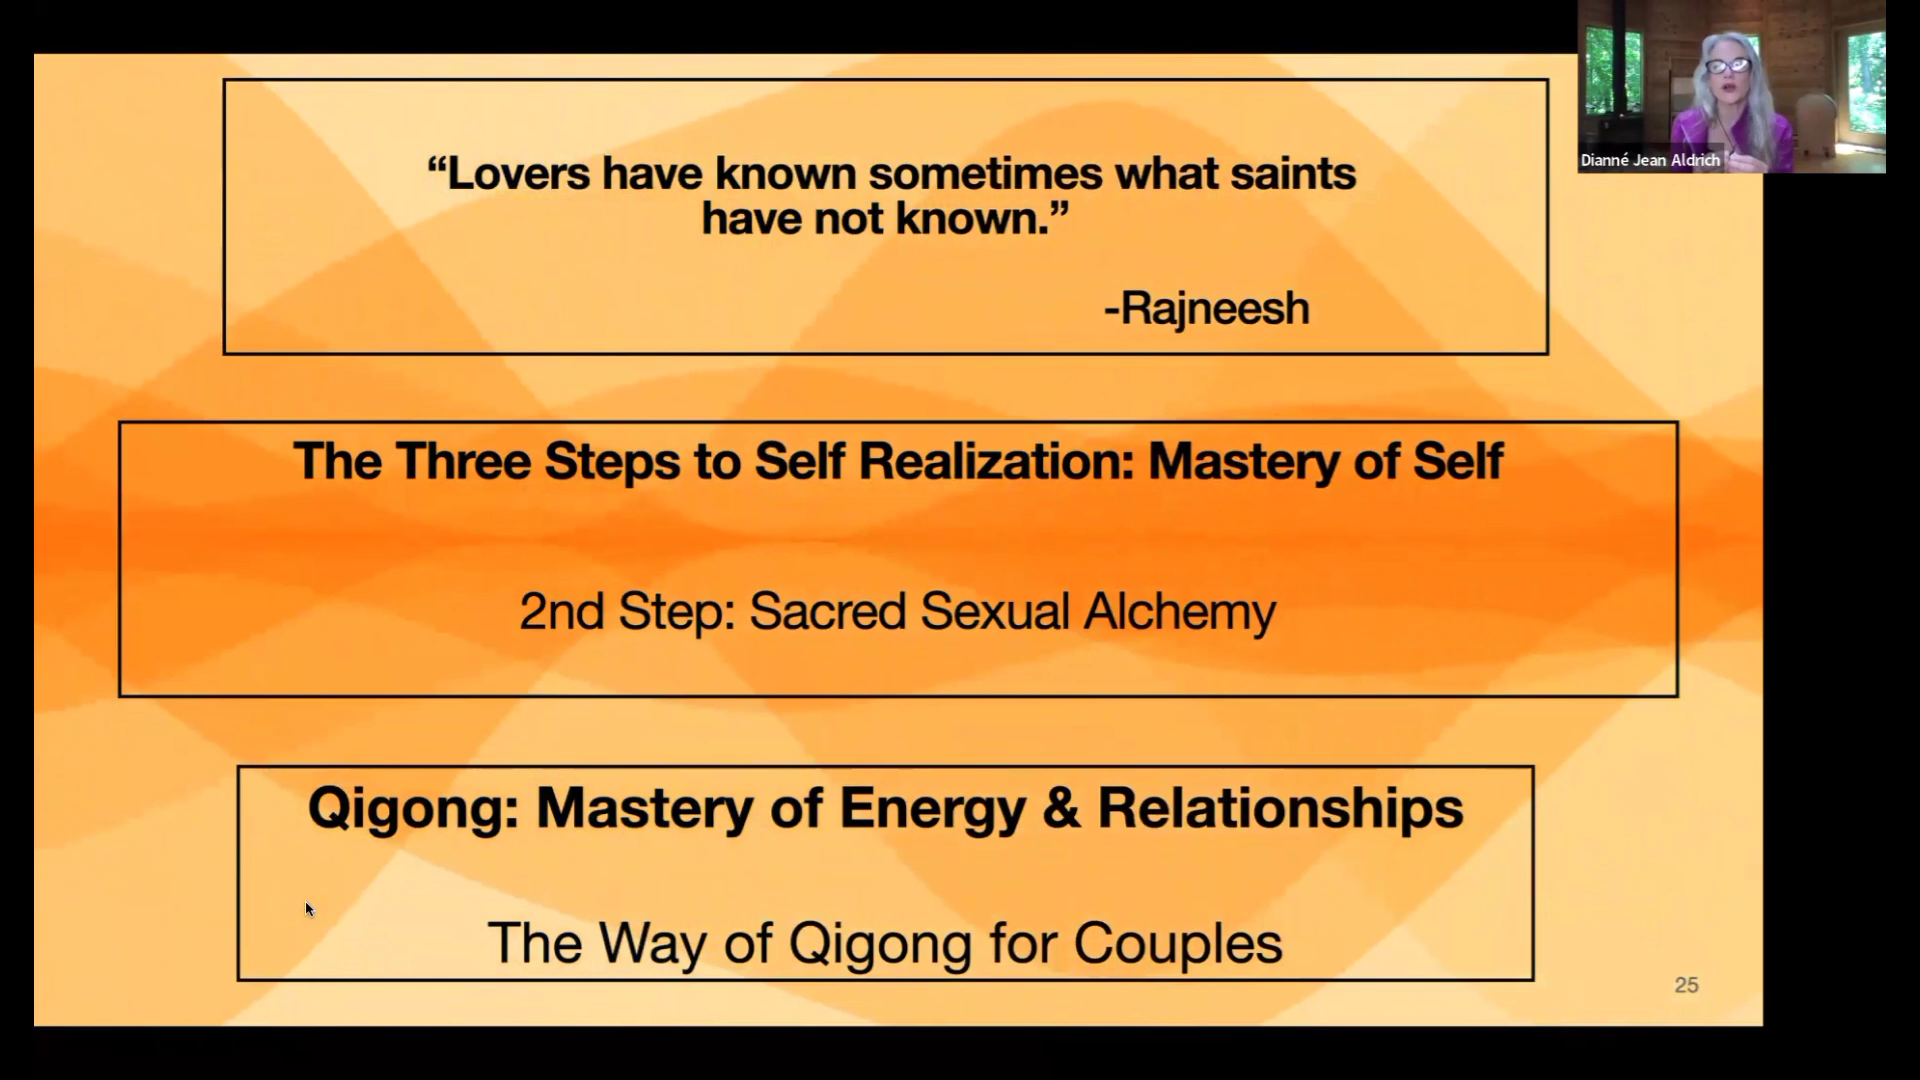 Dianné Jean Aldrich
“Lovers have known sometimes what saints
have not known.”
-Rajneesh
The Three Steps to Self Realization: Mastery of Self
2nd Step: Sacred Sexual Alchemy
Qigong: Mastery of Energy & Relationships
The Way of Qigong for Couples
25